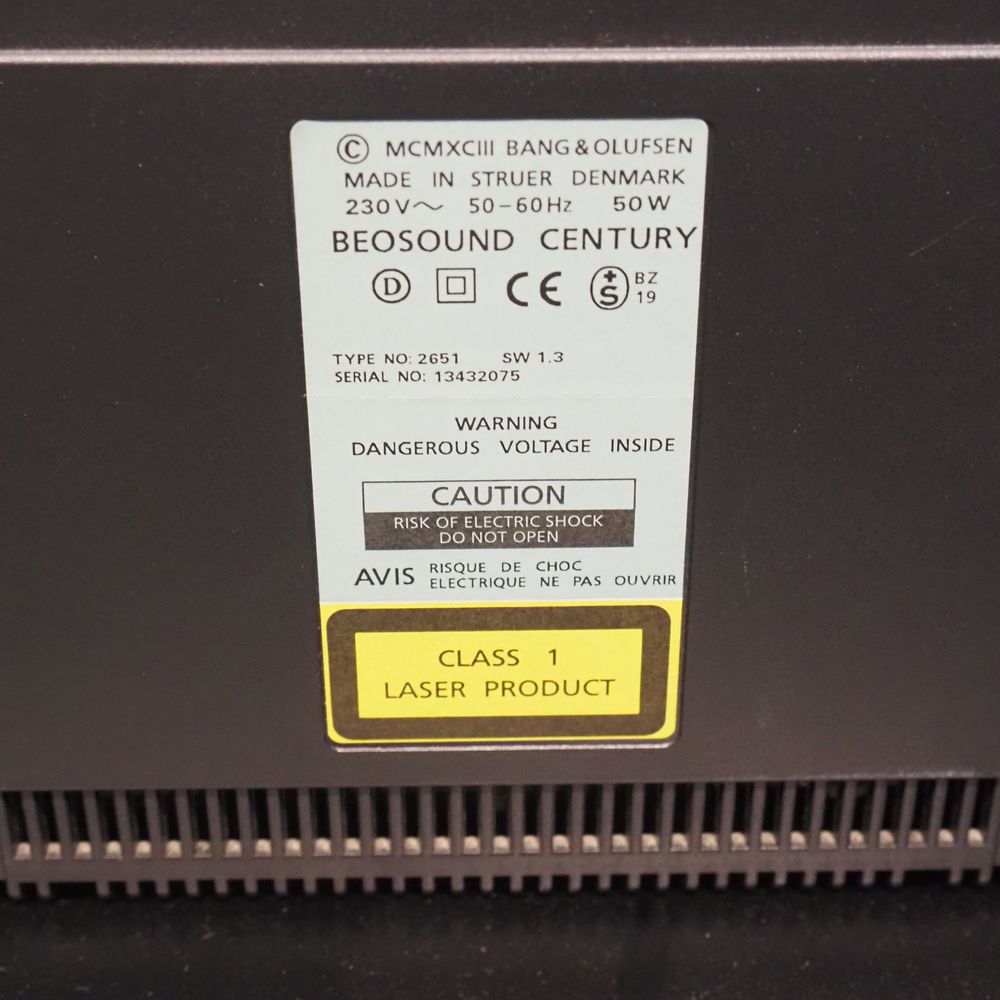 © MCMXCIII BANG & OLUFSEN
MADE IN STRUER DENMARK
230V~ 50-60Hz 50W
BEOSOUND CENTURY
D CE +S BZ 19
TYPE NO: 2651 SW 1.3
SERIAL NO: 13432075
WARNING
DANGEROUS VOLTAGE INSIDE
CAUTION
RISK OF ELECTRIC SHOCK
DO NOT OPEN
AVIS RISQUE DE CHOC
ELECTRIQUE NE PAS OUVRIR
CLASS 1
LASER PRODUCT